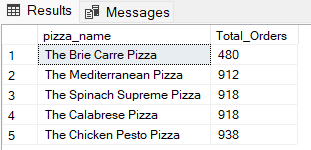 Results Messages
pizza_name Total_Orders
1 The Brie Carre Pizza 480
2 The Mediterranean Pizza 912
3 The Spinach Supreme Pizza 918
4 The Calabrese Pizza 918
5 The Chicken Pesto Pizza 938